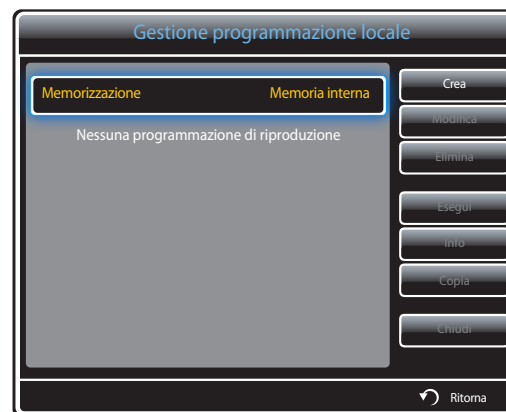 Gestione programmazione locale
Memorizzazione Memoria interna
Nessuna programmazione di riproduzione
Crea
Modifica
Elimina
Esegui
Info
Copia
Chiudi
Ritorna